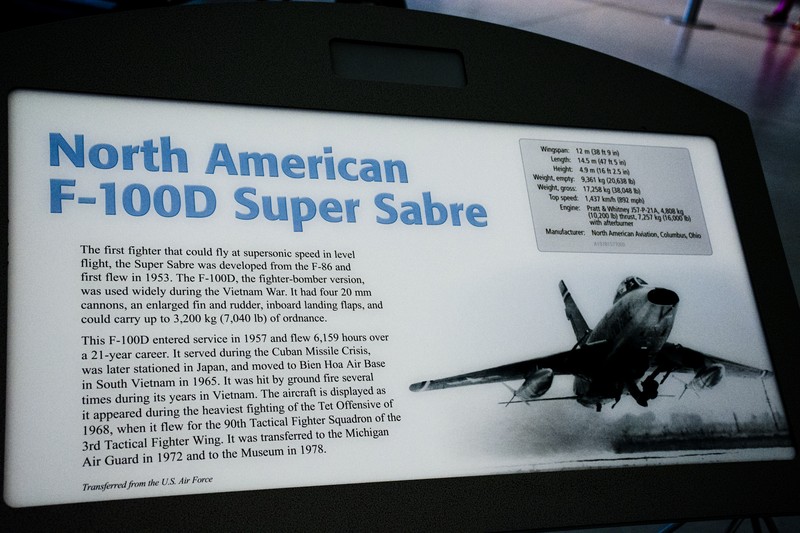 North American
F-100D Super Sabre
The first fighter that could fly at supersonic speed in level
flight, the Super Sabre was developed from the F-86 and
first flew in 1953. The F-100D, the fighter-bomber version,
was used widely during the Vietnam War. It had four 20 mm
cannons, an enlarged fin and rudder, inboard landing flaps, and
could carry up to 3,200 kg (7,040 lb) of ordnance.
This F-100D entered service in 1957 and flew 6,159 hours over
a 21-year career. It served during the Cuban Missile Crisis,
was later stationed in Japan, and moved to Bien Hoa Air Base
in South Vietnam in 1965. It was hit by ground fire several
times during its years in Vietnam. The aircraft is displayed as
it appeared during the heaviest fighting of the Tet Offensive of
1968, when it flew for the 90th Tactical Fighter Squadron of the
3rd Tactical Fighter Wing. It was transferred to the Michigan
Air Guard in 1972 and to the Museum in 1978.
Transferred from the U.S. Air Force
Wingspan: 12 m (38 ft 9 in)
Length: 14.5 m (47 ft 5 in)
Height: 4.9 m (16 ft 2.5 in)
Weight, empty: 9,361 kg (20,638 lb)
Weight, gross: 17,258 kg (38,048 lb)
Top speed: 1,437 km/h (892 mph)
Engine: Pratt & Whitney J57-P-21A, 4,808 kg
(10,200 lb) thrust, 7,257 kg (16,000 lb)
with afterburner
Manufacturer: North American Aviation, Columbus, Ohio